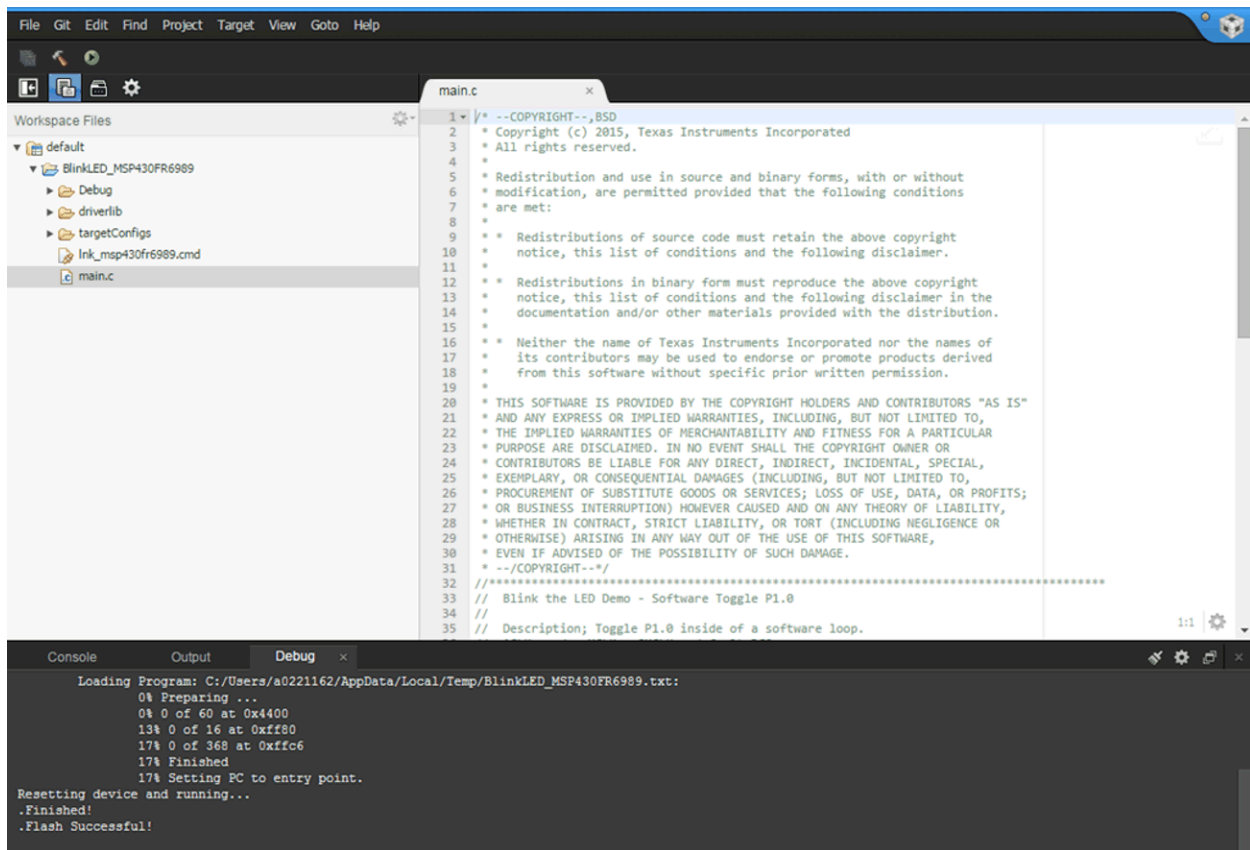 File Git Edit Find Project Target View Goto Help
main.c ×
Workspace Files
default
BlinkLED_MSP430FR6989
Debug
driverlib
targetConfigs
lnk_msp430fr6989.cmd
main.c
1 /* --COPYRIGHT--,BSD
2 * Copyright (c) 2015, Texas Instruments Incorporated
3 * All rights reserved.
4 *
5 * Redistribution and use in source and binary forms, with or without
6 * modification, are permitted provided that the following conditions
7 * are met:
8 *
9 * * Redistributions of source code must retain the above copyright
10 * notice, this list of conditions and the following disclaimer.
11 *
12 * * Redistributions in binary form must reproduce the above copyright
13 * notice, this list of conditions and the following disclaimer in the
14 * documentation and/or other materials provided with the distribution.
15 *
16 * * Neither the name of Texas Instruments Incorporated nor the names of
17 * its contributors may be used to endorse or promote products derived
18 * from this software without specific prior written permission.
19 *
20 * THIS SOFTWARE IS PROVIDED BY THE COPYRIGHT HOLDERS AND CONTRIBUTORS "AS IS"
21 * AND ANY EXPRESS OR IMPLIED WARRANTIES, INCLUDING, BUT NOT LIMITED TO,
22 * THE IMPLIED WARRANTIES OF MERCHANTABILITY AND FITNESS FOR A PARTICULAR
23 * PURPOSE ARE DISCLAIMED. IN NO EVENT SHALL THE COPYRIGHT OWNER OR
24 * CONTRIBUTORS BE LIABLE FOR ANY DIRECT, INDIRECT, INCIDENTAL, SPECIAL,
25 * EXEMPLARY, OR CONSEQUENTIAL DAMAGES (INCLUDING, BUT NOT LIMITED TO,
26 * PROCUREMENT OF SUBSTITUTE GOODS OR SERVICES; LOSS OF USE, DATA, OR PROFITS;
27 * OR BUSINESS INTERRUPTION) HOWEVER CAUSED AND ON ANY THEORY OF LIABILITY,
28 * WHETHER IN CONTRACT, STRICT LIABILITY, OR TORT (INCLUDING NEGLIGENCE OR
29 * OTHERWISE) ARISING IN ANY WAY OUT OF THE USE OF THIS SOFTWARE,
30 * EVEN IF ADVISED OF THE POSSIBILITY OF SUCH DAMAGE.
31 * --/COPYRIGHT--*/
32 //******************************************************************************
33 // Blink the LED Demo - Software Toggle P1.0
34 //
35 // Description; Toggle P1.0 inside of a software loop.
1:1
Console Output Debug ×
Loading Program: C:/Users/a0221162/AppData/Local/Temp/BlinkLED_MSP430FR6989.txt:
0% Preparing ...
0% 0 of 60 at 0x4400
13% 0 of 16 at 0xff80
17% 0 of 368 at 0xffc6
17% Finished
17% Setting PC to entry point.
Resetting device and running...
.Finished!
.Flash Successful!